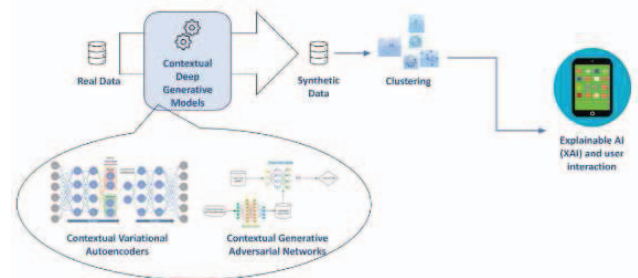 Contextual
Deep
Generative
Models
Real Data
Synthetic
Data
Clustering
Explainable AI
(XAI) and user
interaction
Contextual Variational
Autoencoders
Contextual Generative
Adversarial Networks